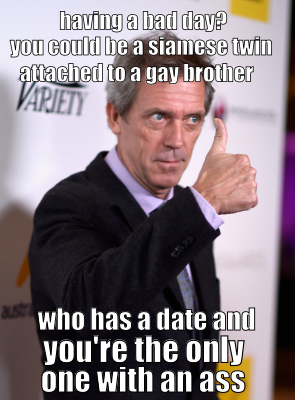 having a bad day?
you could be a siamese twin
attached to a gay brother
VARIETY
who has a date and
you're the only
one with an ass